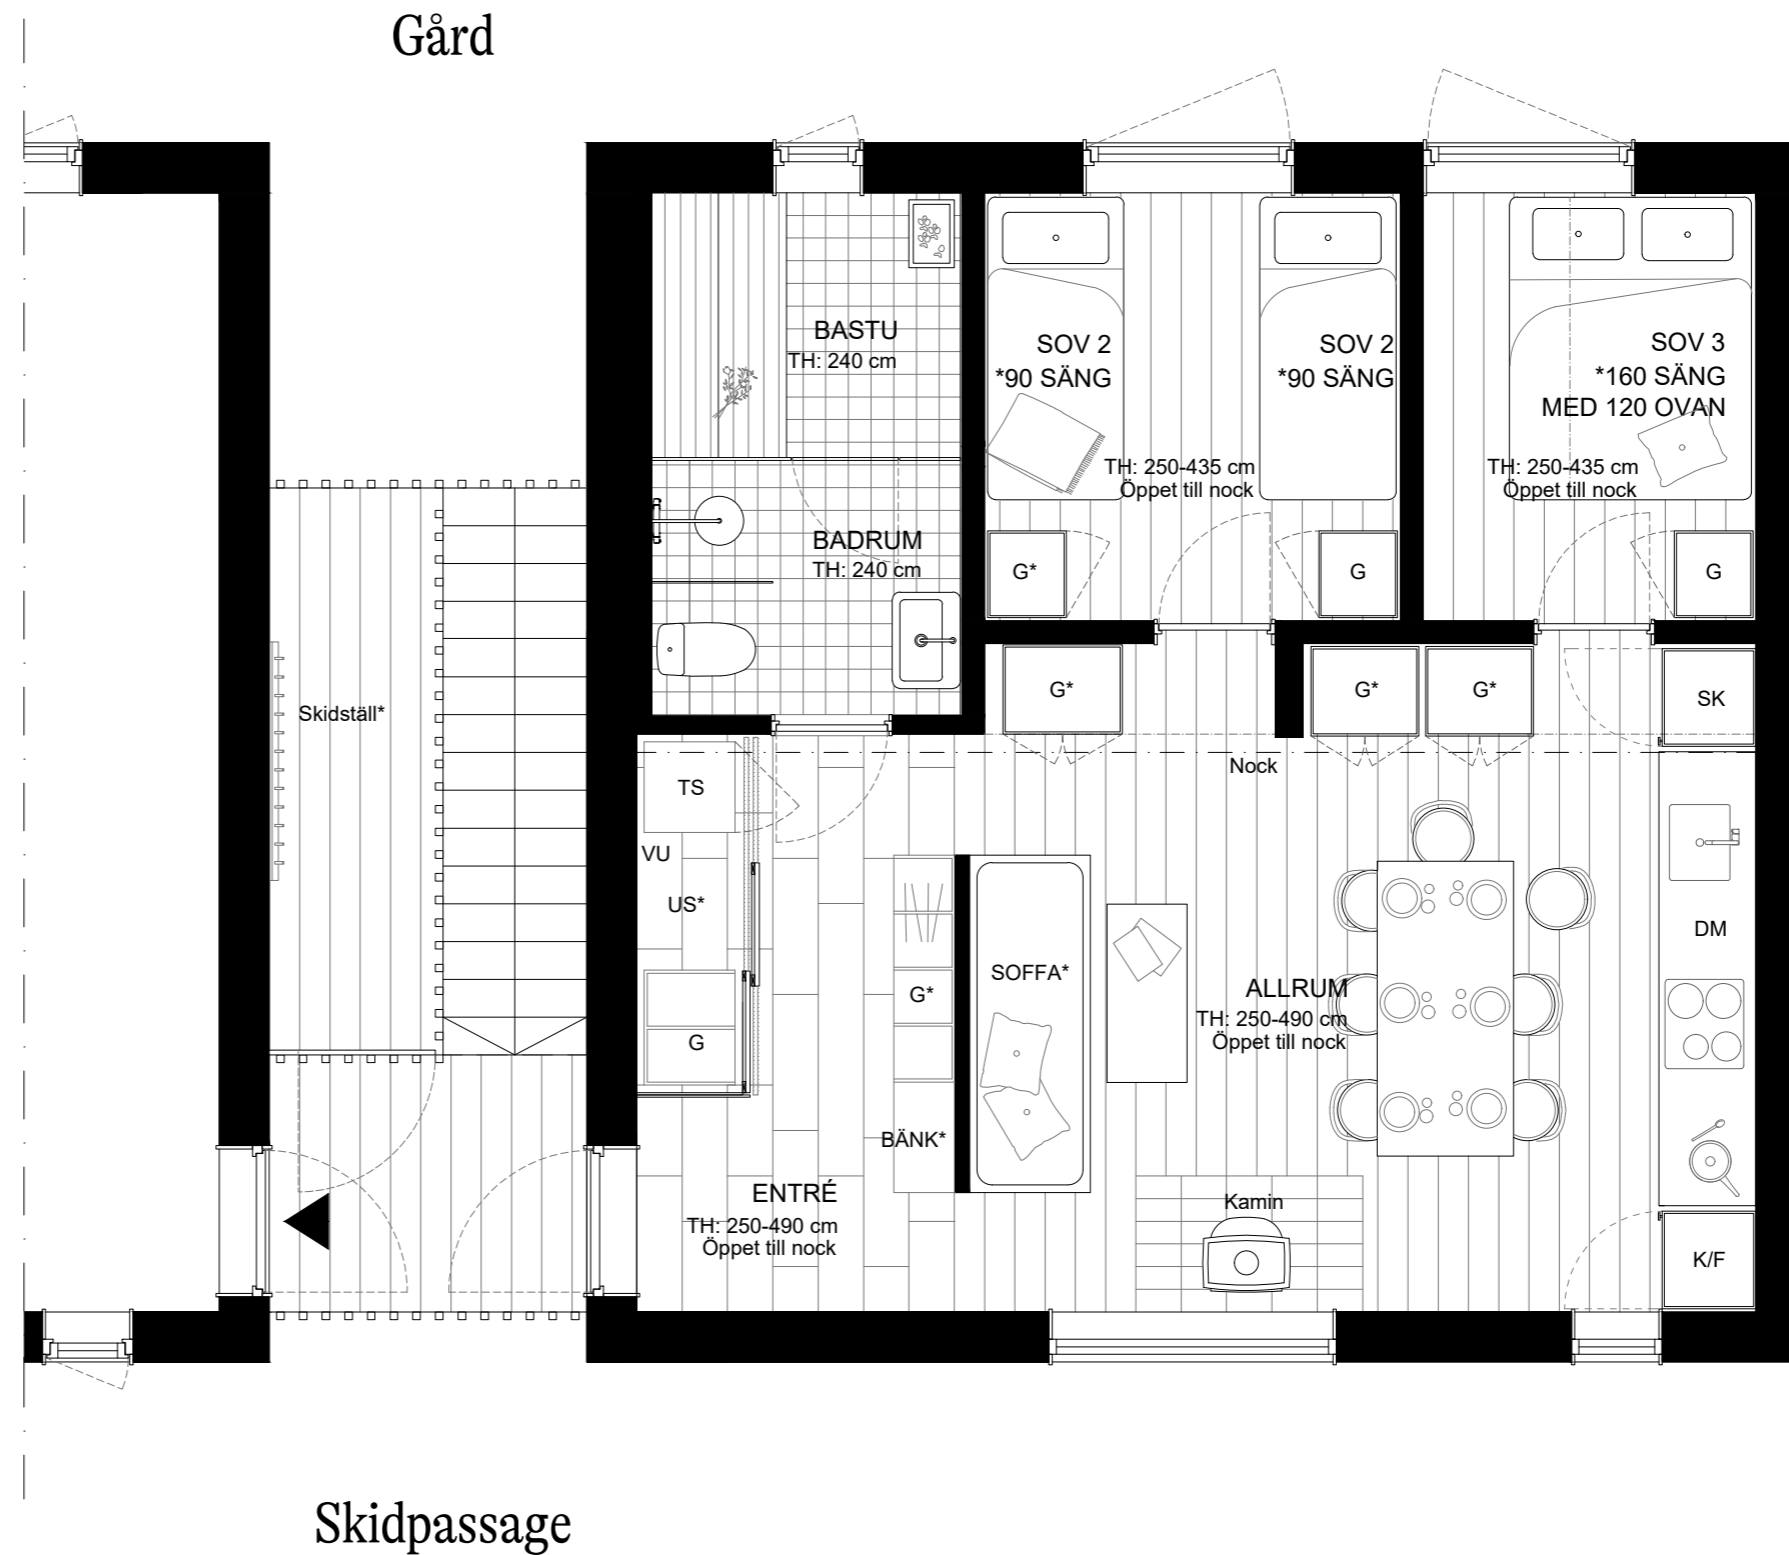 Gård
BASTU
TH: 240 cm
SOV 2
*90 SÄNG
SOV 2
*90 SÄNG
TH: 250-435 cm
Öppet till nock
SOV 3
*160 SÄNG
MED 120 OVAN
TH: 250-435 cm
Öppet till nock
BADRUM
TH: 240 cm
G*
G
G
Skidställ*
G*
G*
G*
SK
Nock
TS
VU
US*
G
G*
BÄNK*
SOFFA*
DM
ALLRUM
TH: 250-490 cm
Öppet till nock
ENTRÉ
TH: 250-490 cm
Öppet till nock
Kamin
K/F
Skidpassage